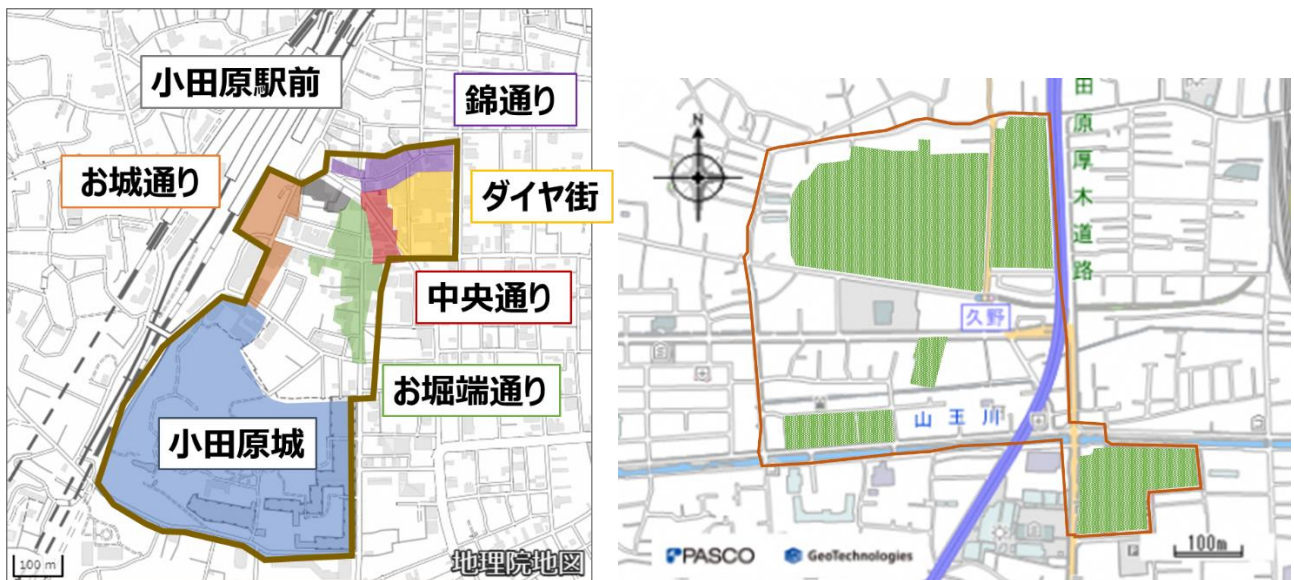 小田原駅前
錦通り
お城通り
ダイヤ街
中央通り
お堀端通り
小田原城
100 m
地理院地図
N
田原厚木道路
久野
山王川
PASCO
GeoTechnologies
100m